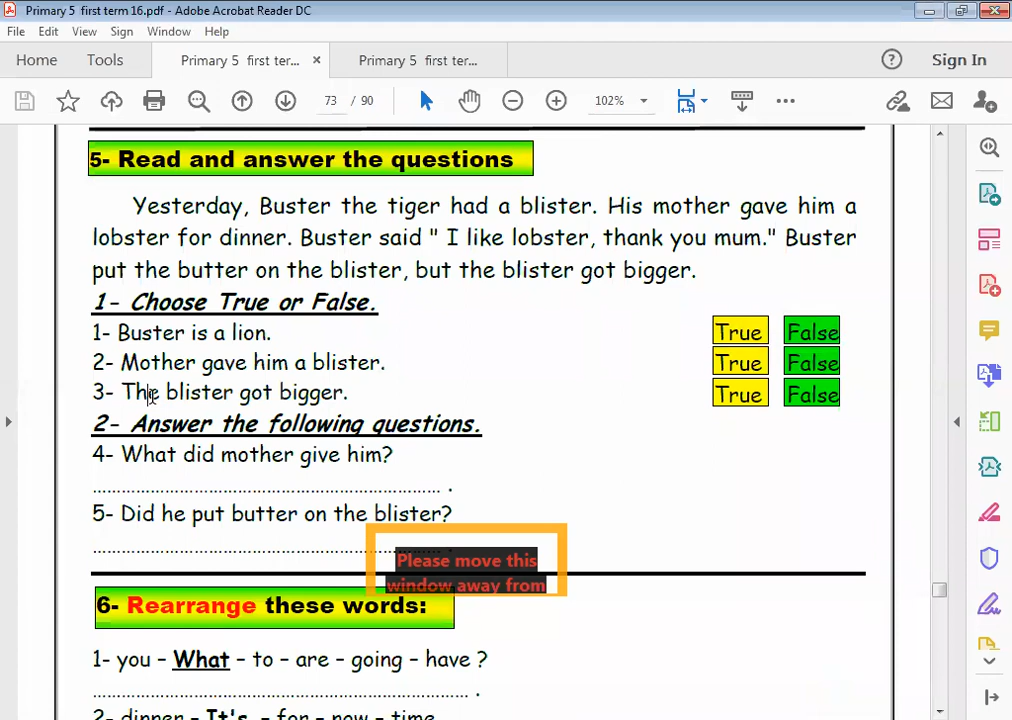 Primary 5 first term 16.pdf - Adobe Acrobat Reader DC
File Edit View Sign Window Help
Home Tools Primary 5 first ter... × Primary 5 first ter... Sign In
73 / 90 102%
5- Read and answer the questions
Yesterday, Buster the tiger had a blister. His mother gave him a
lobster for dinner. Buster said " I like lobster, thank you mum." Buster
put the butter on the blister, but the blister got bigger.
1- Choose True or False.
1- Buster is a lion. True False
2- Mother gave him a blister. True False
3- The blister got bigger. True False
2- Answer the following questions.
4- What did mother give him?
................................................................................ .
5- Did he put butter on the blister?
................................................................................ .
Please move this
window away from
6- Rearrange these words:
1- you – What – to – are – going – have ?
................................................................................ .
2- dinner – It's – for – now – time